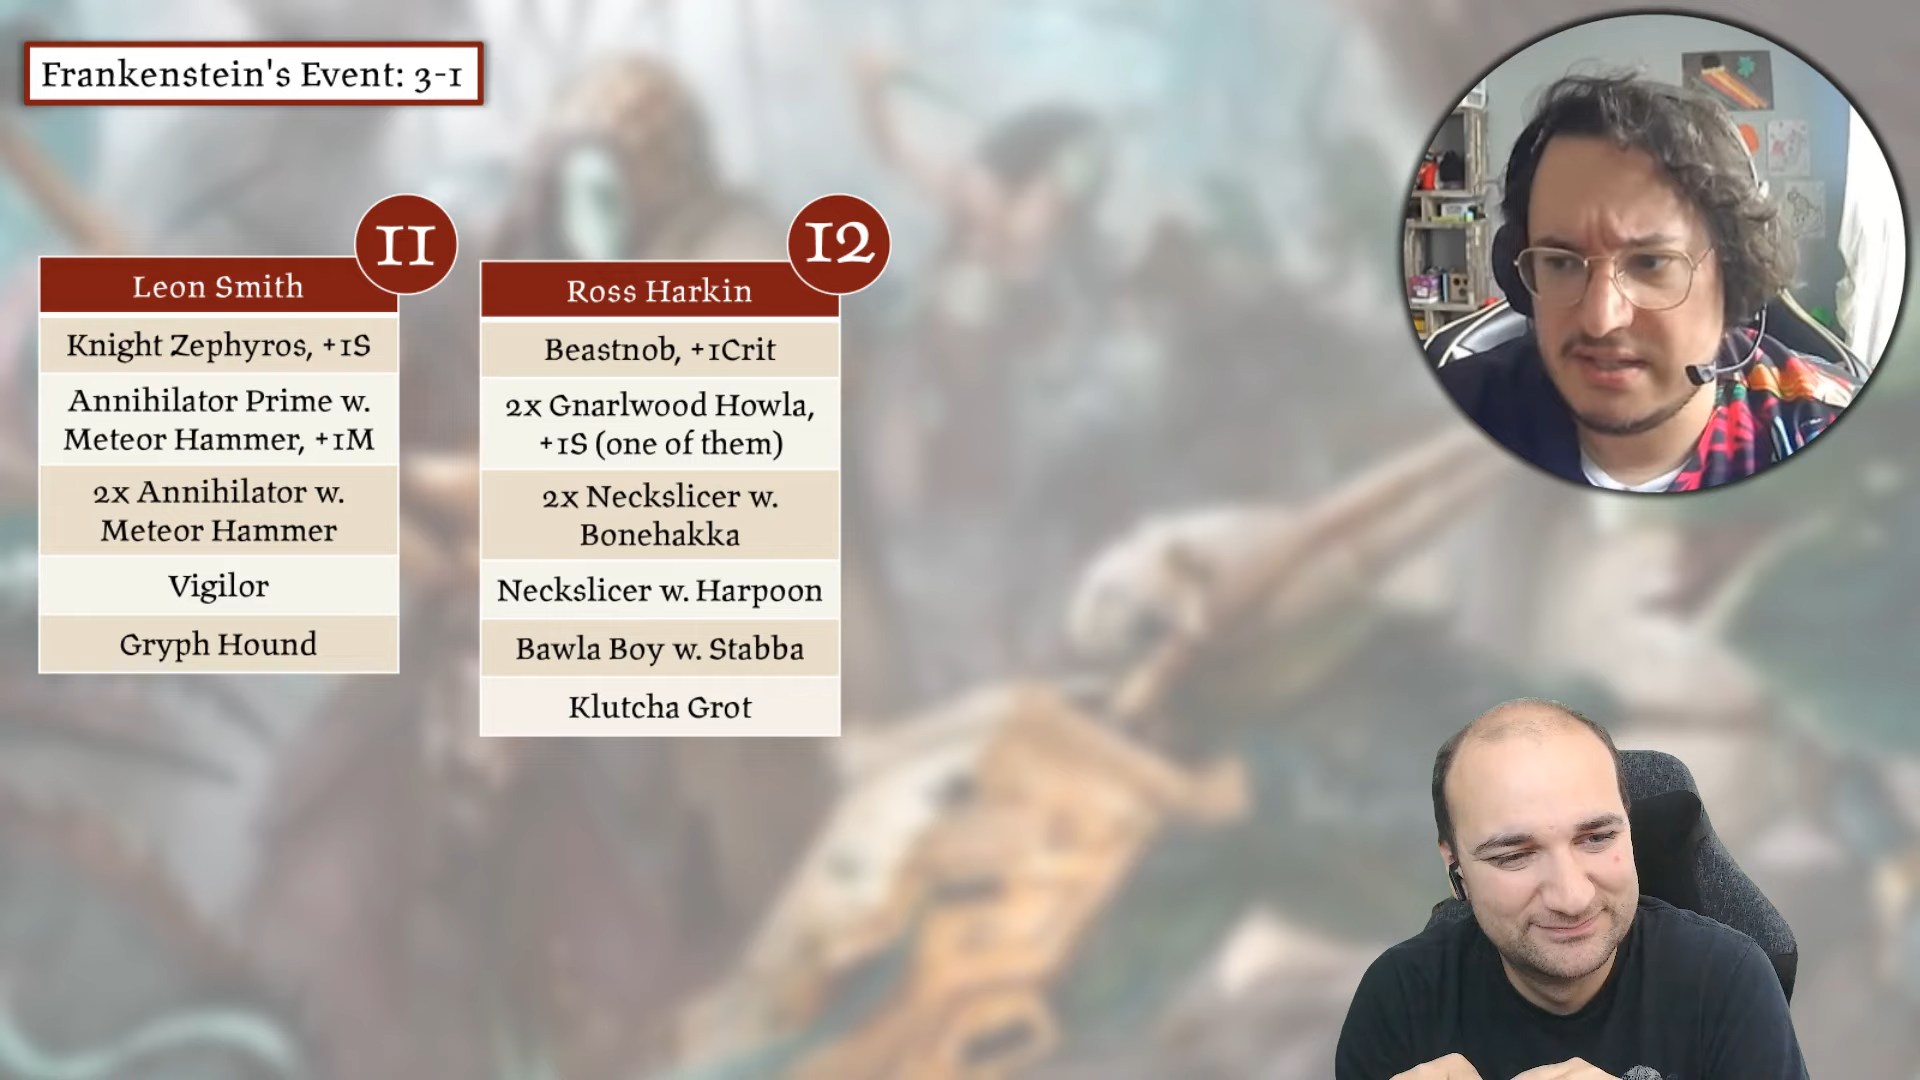 Frankenstein's Event: 3-1
11
Leon Smith
Knight Zephyros, +1S
Annihilator Prime w.
Meteor Hammer, +1M
2x Annihilator w.
Meteor Hammer
Vigilor
Gryph Hound
12
Ross Harkin
Beastnob, +1Crit
2x Gnarlwood Howla,
+1S (one of them)
2x Neckslicer w.
Bonehakka
Neckslicer w. Harpoon
Bawla Boy w. Stabba
Klutcha Grot